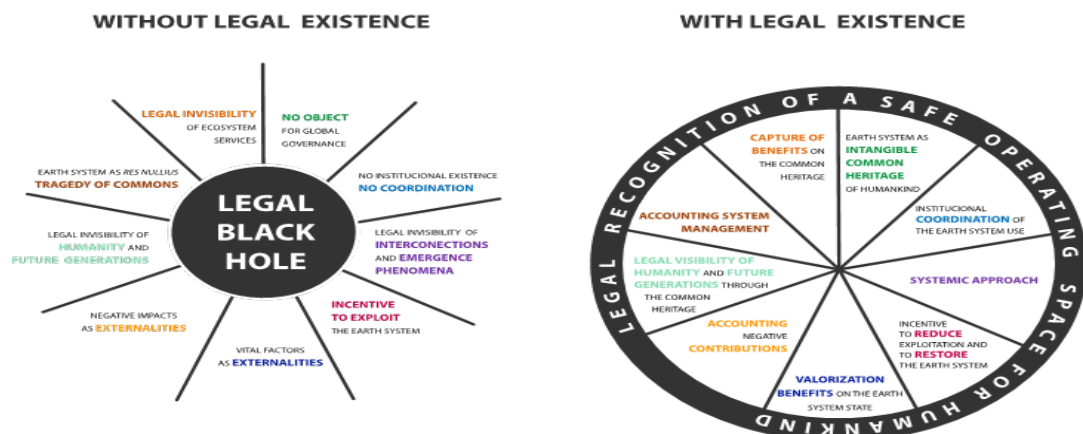 WITHOUT LEGAL EXISTENCE
LEGAL INVISIBILITY
OF ECOSYSTEM
SERVICES
NO OBJECT
FOR GLOBAL
GOVERNANCE
EARTH SYSTEM AS RES NULLIUS
TRAGEDY OF COMMONS
NO INSTITUTIONAL EXISTENCE
NO COORDINATION
LEGAL
BLACK
HOLE
LEGAL INVISIBILITY OF
HUMANITY AND
FUTURE GENERATIONS
LEGAL INVISIBILITY OF
INTERCONECTIONS
AND EMERGENCE
PHENOMENA
NEGATIVE IMPACTS
AS EXTERNALITIES
INCENTIVE
TO EXPLOIT
THE EARTH SYSTEM
VITAL FACTORS
AS EXTERNALITIES
WITH LEGAL EXISTENCE
LEGAL RECOGNITION OF A SAFE OPERATING SPACE FOR HUMANKIND
CAPTURE OF
BENEFITS ON
THE COMMON
HERITAGE
EARTH SYSTEM AS
INTANGIBLE
COMMON
HERITAGE
OF HUMANKIND
ACCOUNTING SYSTEM
MANAGEMENT
INSTITUTIONAL
COORDINATION OF
THE EARTH SYSTEM USE
LEGAL VISIBILITY OF
HUMANITY AND FUTURE
GENERATIONS THROUGH
THE COMMON
HERITAGE
SYSTEMIC APPROACH
ACCOUNTING
NEGATIVE
CONTRIBUTIONS
INCENTIVE
TO REDUCE
EXPLOITATION AND
TO RESTORE
THE EARTH SYSTEM
VALORIZATION
BENEFITS ON THE EARTH
SYSTEM STATE